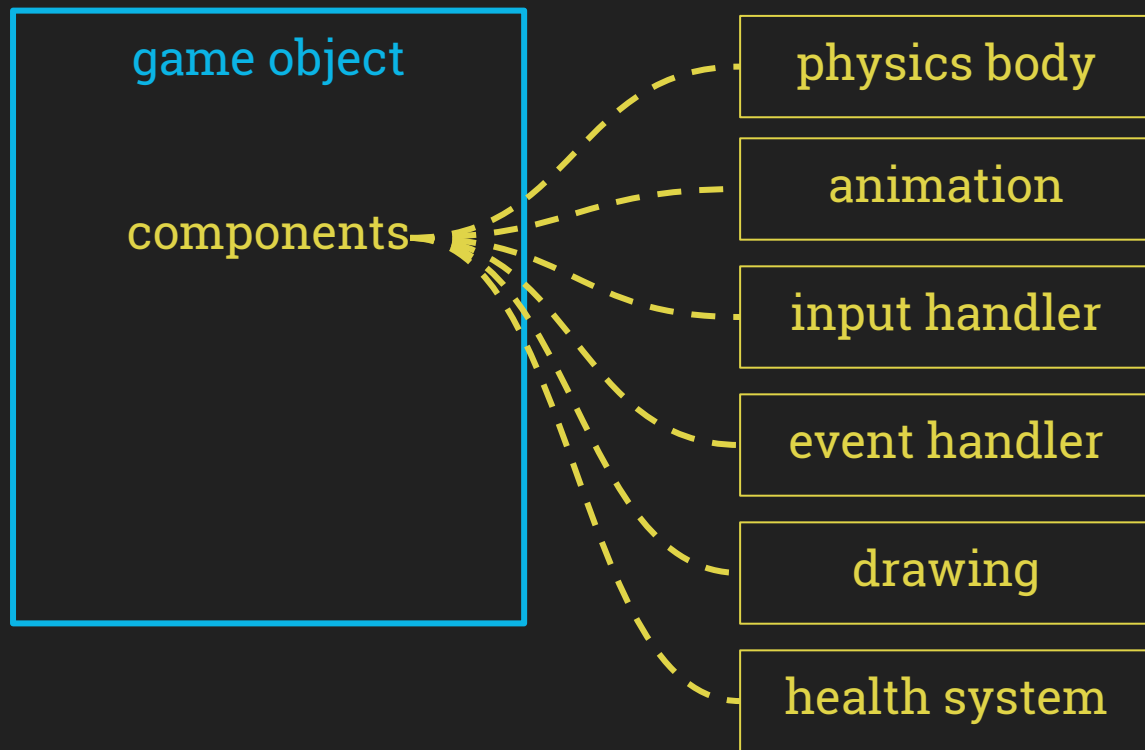 game object
components
physics body
animation
input handler
event handler
drawing
health system